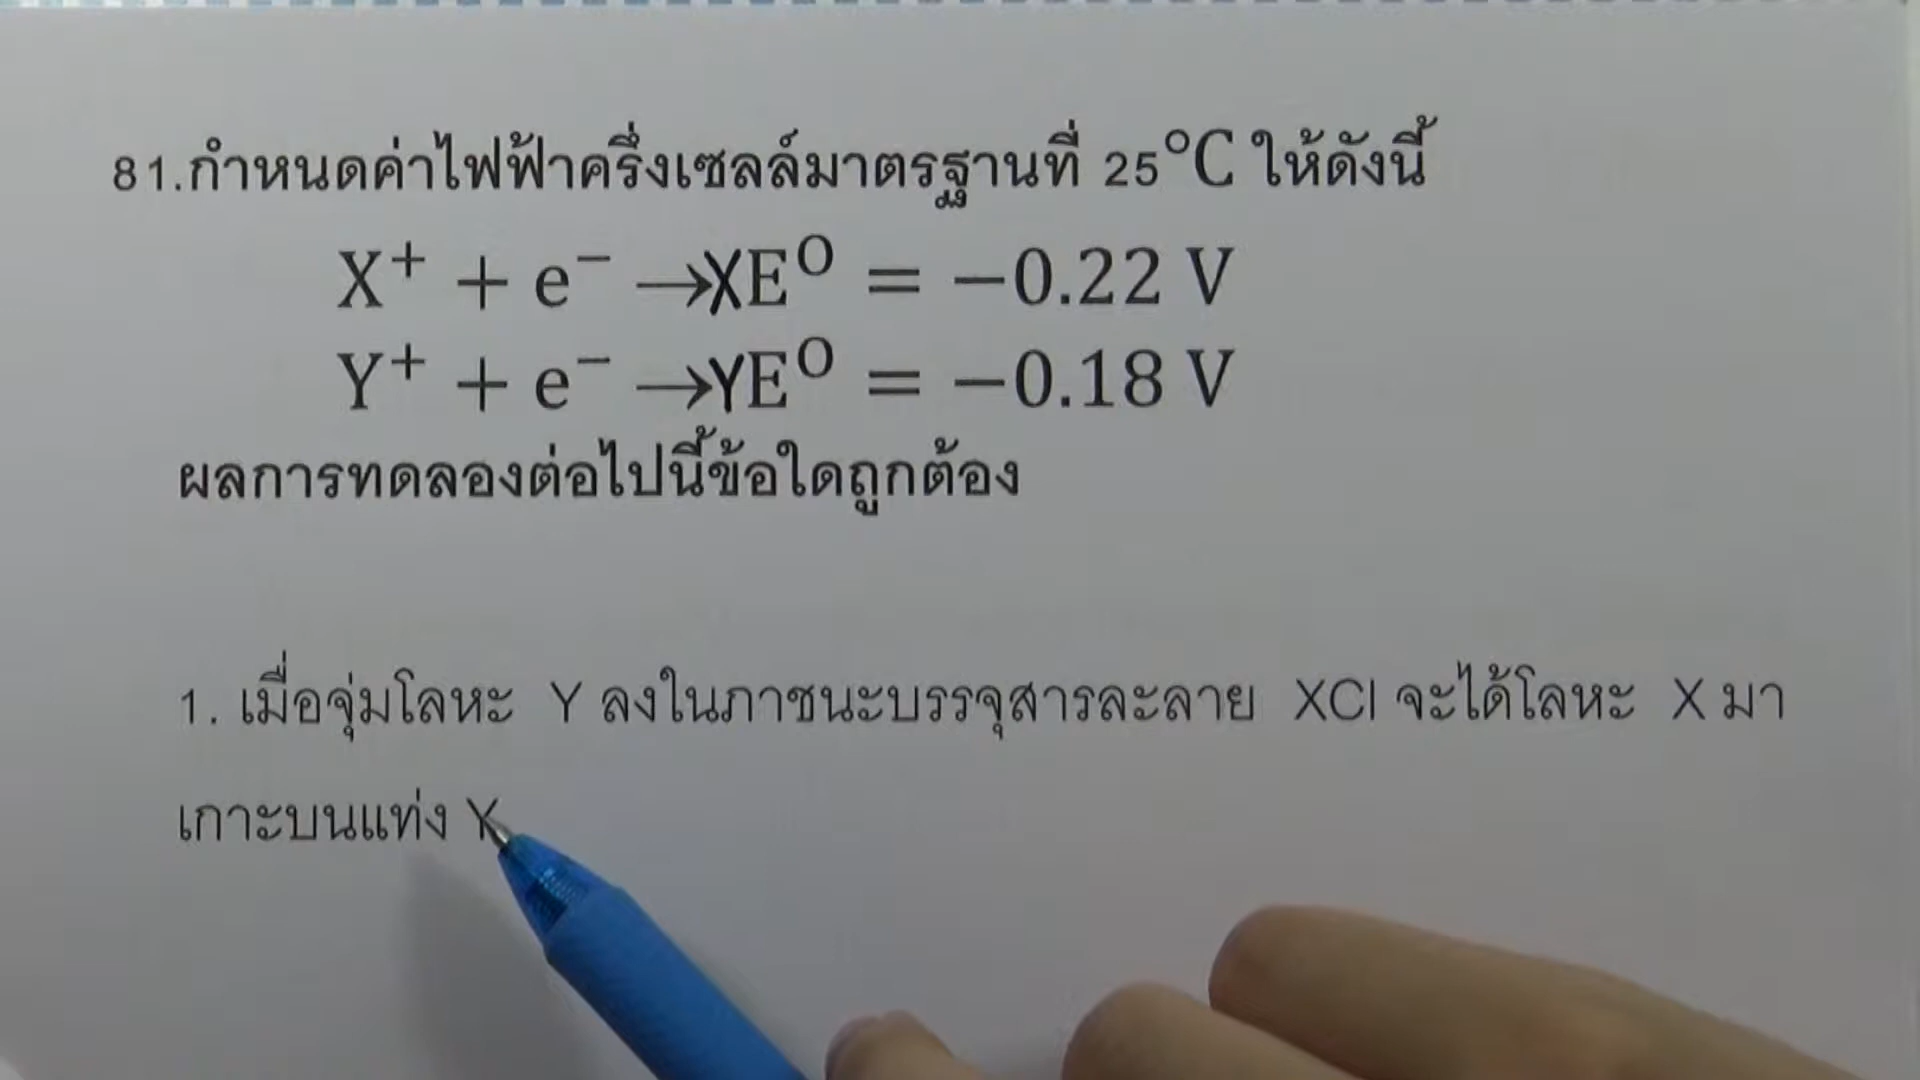 81.กำหนดค่าไฟฟ้าครึ่งเซลล์มาตรฐานที่ 25°C ให้ดังนี้
X⁺ + e⁻ →XE⁰ = −0.22 V
Y⁺ + e⁻ →YE⁰ = −0.18 V
ผลการทดลองต่อไปนี้ข้อใดถูกต้อง
1. เมื่อจุ่มโลหะ Y ลงในภาชนะบรรจุสารละลาย XCl จะได้โลหะ X มา
เกาะบนแท่ง Y